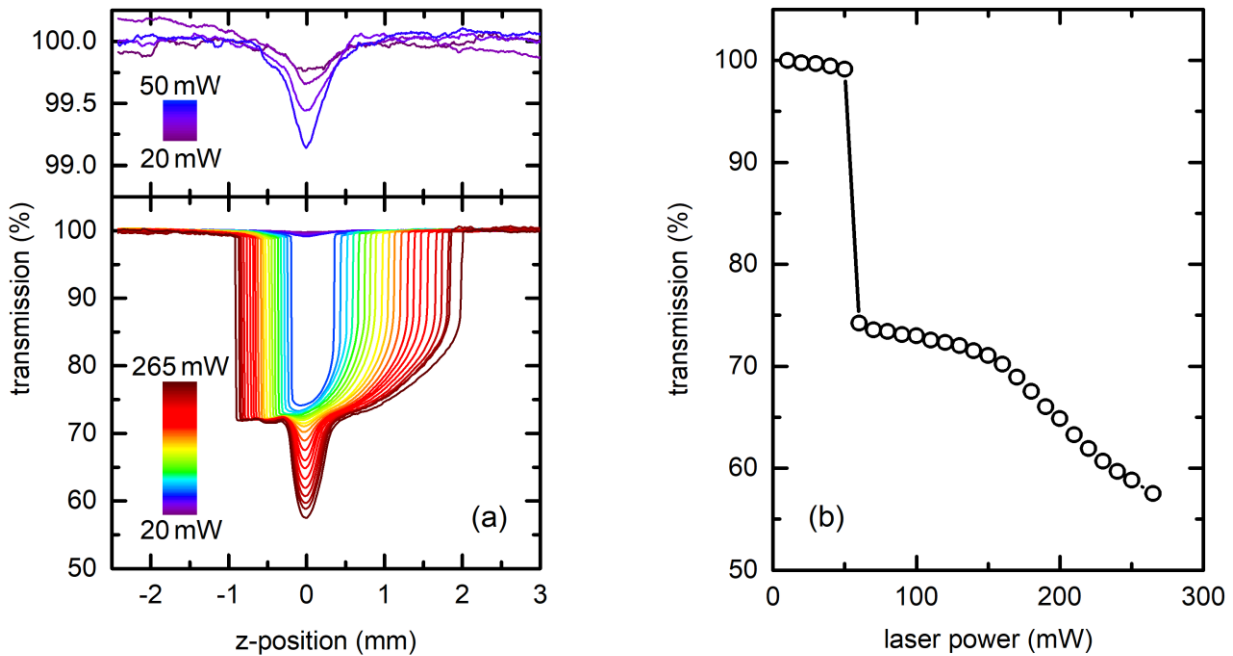 100.0
99.5
99.0
50 mW
20 mW
transmission (%)
100
90
80
70
60
50
265 mW
20 mW
(a)
-2
-1
0
1
2
3
z-position (mm)
transmission (%)
100
90
80
70
60
50
(b)
0
100
200
300
laser power (mW)